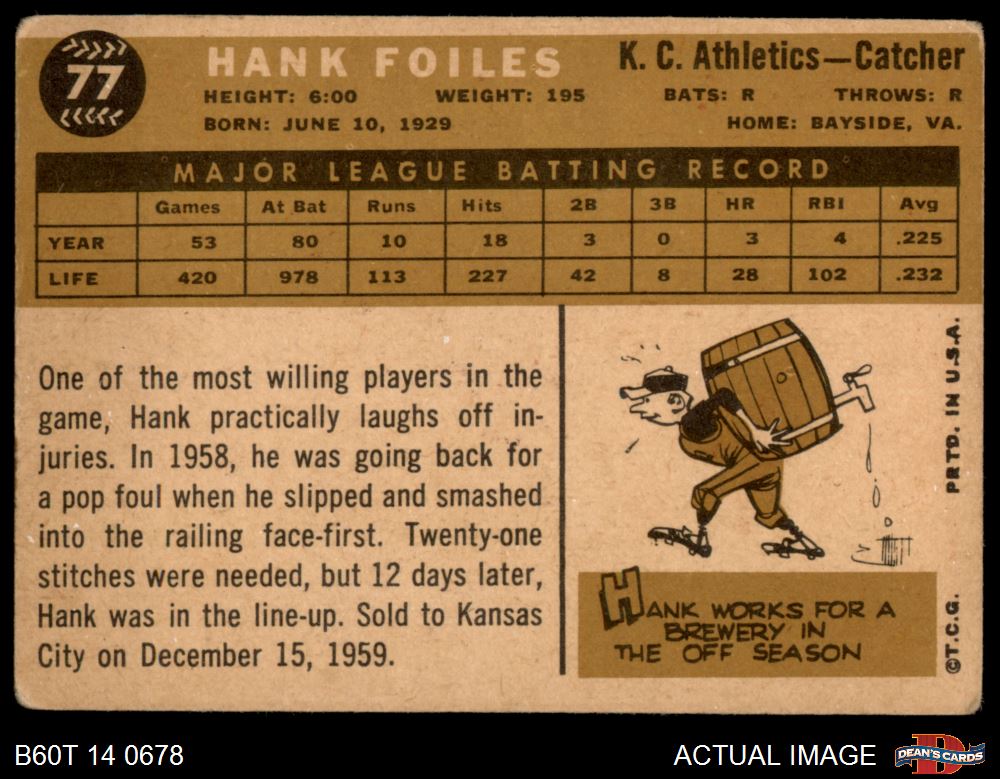 77
HANK FOILES
K. C. Athletics—Catcher
HEIGHT: 6:00 WEIGHT: 195 BATS: R THROWS: R
BORN: JUNE 10, 1929 HOME: BAYSIDE, VA.
MAJOR LEAGUE BATTING RECORD
Games At Bat Runs Hits 2B 3B HR RBI Avg
YEAR 53 80 10 18 3 0 3 4 .225
LIFE 420 978 113 227 42 8 28 102 .232
One of the most willing players in the
game, Hank practically laughs off in-
juries. In 1958, he was going back for
a pop foul when he slipped and smashed
into the railing face-first. Twenty-one
stitches were needed, but 12 days later,
Hank was in the line-up. Sold to Kansas
City on December 15, 1959.
HANK WORKS FOR A
BREWERY IN
THE OFF SEASON
©T.C.G. PRTD. IN U.S.A.
B60T 14 0678
ACTUAL IMAGE
D
DEAN'S CARDS